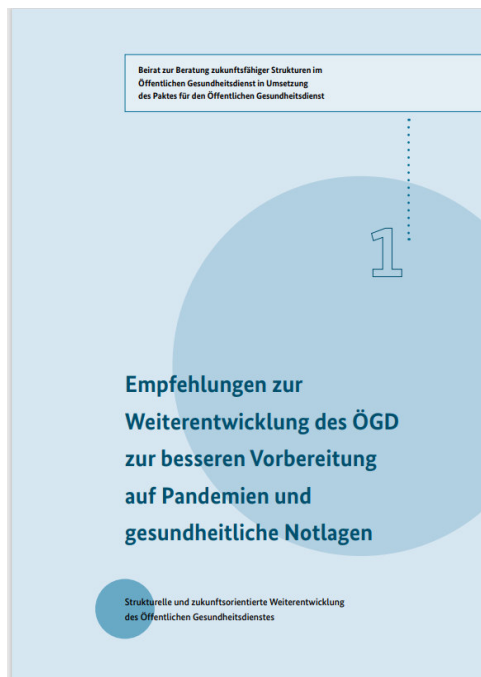 Beirat zur Beratung zukunftsfähiger Strukturen im
Öffentlichen Gesundheitsdienst in Umsetzung
des Paktes für den Öffentlichen Gesundheitsdienst
1
Empfehlungen zur
Weiterentwicklung des ÖGD
zur besseren Vorbereitung
auf Pandemien und
gesundheitliche Notlagen
Strukturelle und zukunftsorientierte Weiterentwicklung
des Öffentlichen Gesundheitsdienstes